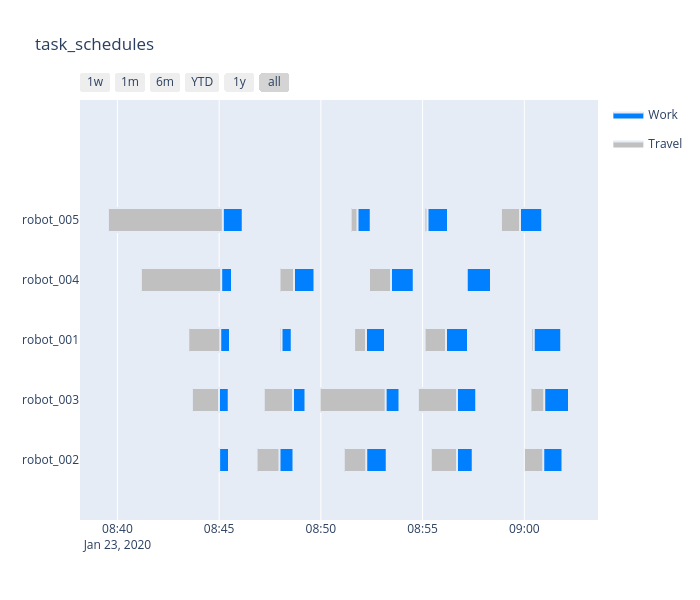 task_schedules
1w 1m 6m YTD 1y all
Work
Travel
robot_005
robot_004
robot_001
robot_003
robot_002
08:40 08:45 08:50 08:55 09:00
Jan 23, 2020